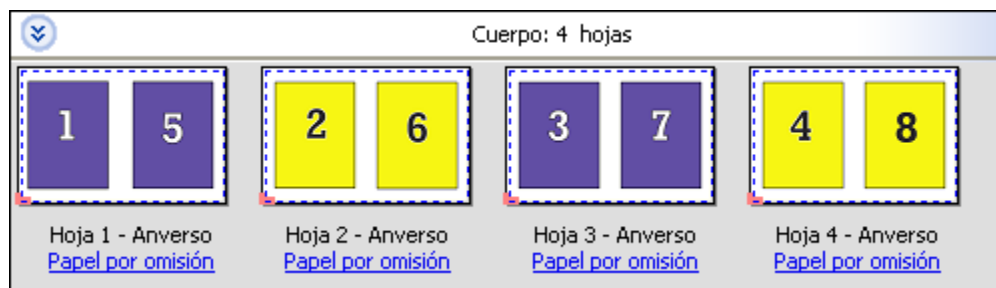 Cuerpo: 4 hojas
1 5 2 6 3 7 4 8
Hoja 1 - Anverso Hoja 2 - Anverso Hoja 3 - Anverso Hoja 4 - Anverso
Papel por omisión Papel por omisión Papel por omisión Papel por omisión